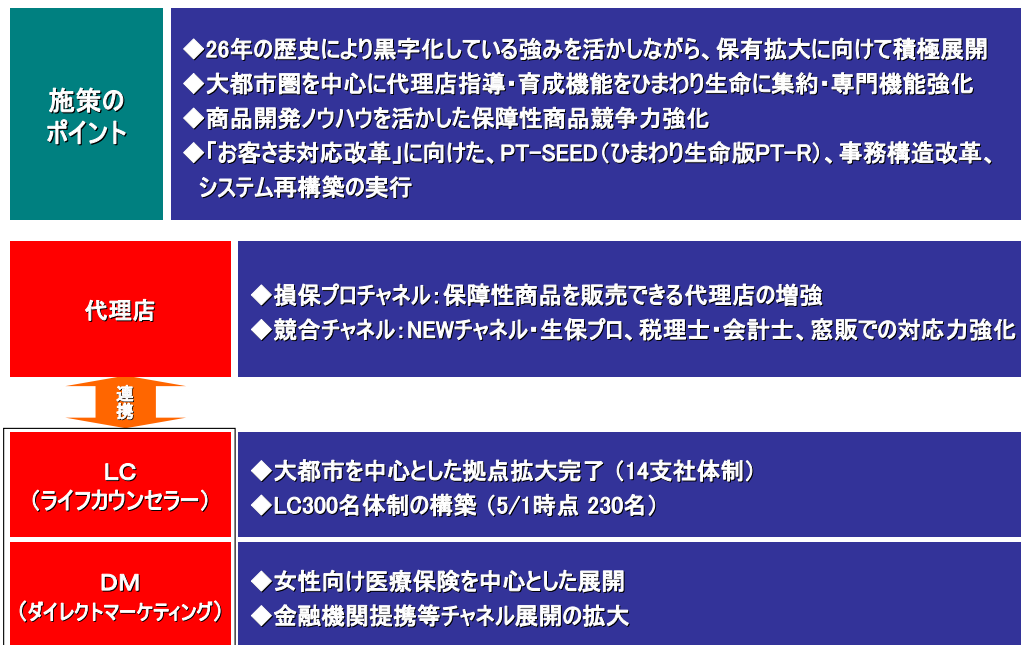 施策の
ポイント
◆26年の歴史により黒字化している強みを活かしながら、保有拡大に向けて積極展開
◆大都市圏を中心に代理店指導・育成機能をひまわり生命に集約・専門機能強化
◆商品開発ノウハウを活かした保障性商品競争力強化
◆「お客さま対応改革」に向けた、PT-SEED（ひまわり生命版PT-R）、事務構造改革、
システム再構築の実行
代理店
◆損保プロチャネル：保障性商品を販売できる代理店の増強
◆競合チャネル：NEWチャネル・生保プロ、税理士・会計士、窓販での対応力強化
連携
LC
（ライフカウンセラー）
◆大都市を中心とした拠点拡大完了（14支社体制）
◆LC300名体制の構築（5/1時点 230名）
DM
（ダイレクトマーケティング）
◆女性向け医療保険を中心とした展開
◆金融機関提携等チャネル展開の拡大